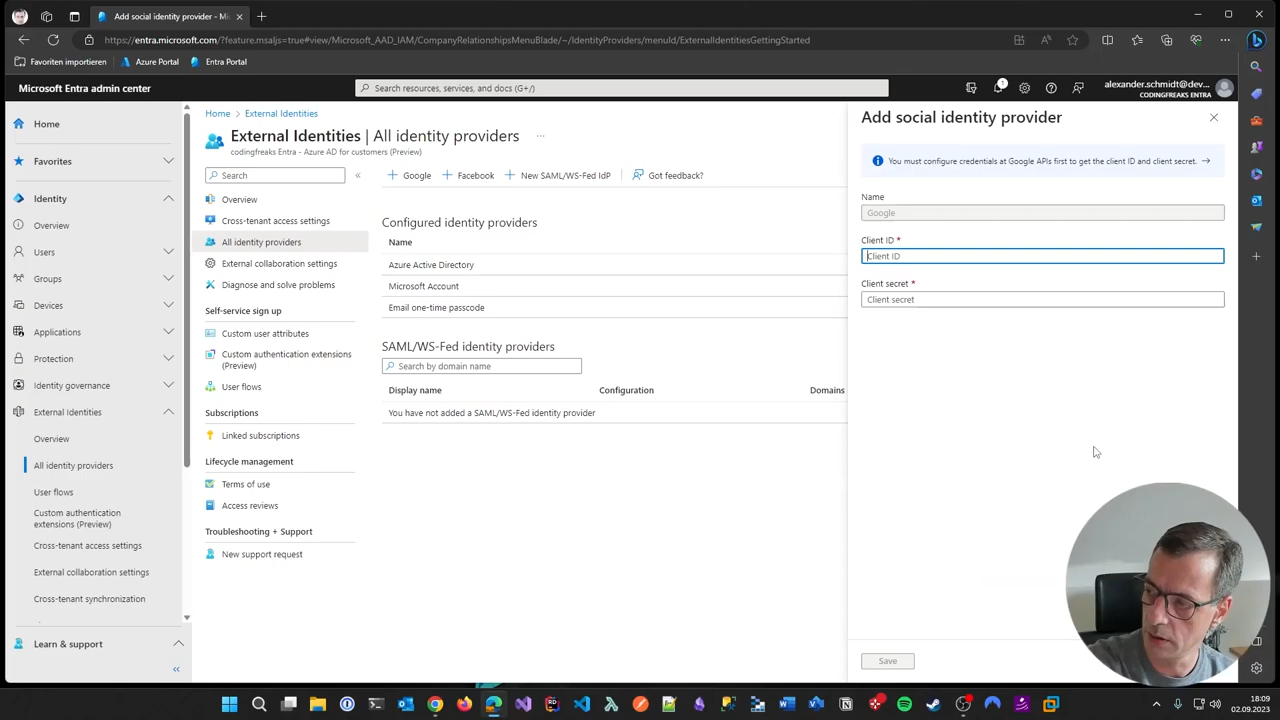 Add social identity provider - Mi
https://entra.microsoft.com/?feature.msaljs=true#view/Microsoft_AAD_IAM/CompanyRelationshipsMenuBlade/~/IdentityProviders/menuId/ExternalIdentitiesGettingStarted
Favoriten importieren
Azure Portal
Entra Portal
Microsoft Entra admin center
Search resources, services, and docs (G+/)
1
alexander.schmidt@dev...
CODINGFREAKS ENTRA
Home
Favorites
Identity
Overview
Users
Groups
Devices
Applications
Protection
Identity governance
External Identities
Overview
All identity providers
User flows
Custom authentication
extensions (Preview)
Cross-tenant access settings
External collaboration settings
Cross-tenant synchronization
Learn & support
Home
External Identities
External Identities | All identity providers
...
codingfreaks Entra - Azure AD for customers (Preview)
Search
Overview
Cross-tenant access settings
All identity providers
External collaboration settings
Diagnose and solve problems
Self-service sign up
Custom user attributes
Custom authentication extensions
(Preview)
User flows
Subscriptions
Linked subscriptions
Lifecycle management
Terms of use
Access reviews
Troubleshooting + Support
New support request
Google
Facebook
New SAML/WS-Fed IdP
Got feedback?
Configured identity providers
Name
Azure Active Directory
Microsoft Account
Email one-time passcode
SAML/WS-Fed identity providers
Search by domain name
Display name
Configuration
Domains
You have not added a SAML/WS-Fed identity provider
Add social identity provider
You must configure credentials at Google APIs first to get the client ID and client secret.
Name
Google
Client ID *
Client ID
Client secret *
Client secret
Save
18:09
02.09.2023